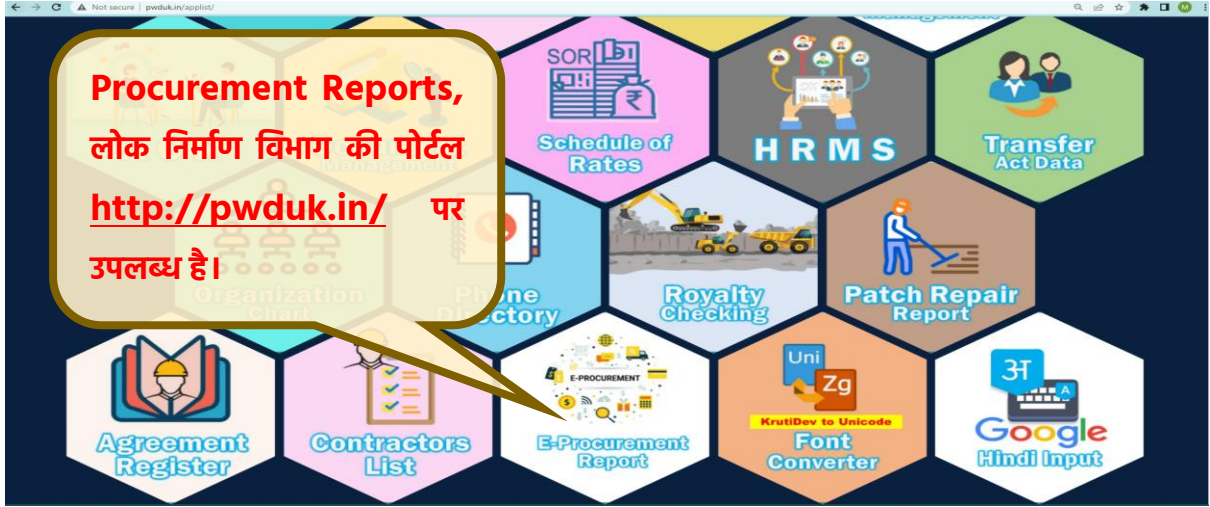 Not secure | pwduk.in/applist/
Procurement Reports,
लोक निर्माण विभाग की पोर्टल
http://pwduk.in/ पर
उपलब्ध है।
SOR
Schedule of
Rates
H R M S
Transfer
Act Data
Organization
Chart
Phone
Directory
Royalty
Checking
Patch Repair
Report
Agreement
Register
Contractors
List
E-PROCUREMENT
E-Procurement
Report
Uni
Zg
KrutiDev to Unicode
Font
Converter
अ
A
Google
Hindi Input